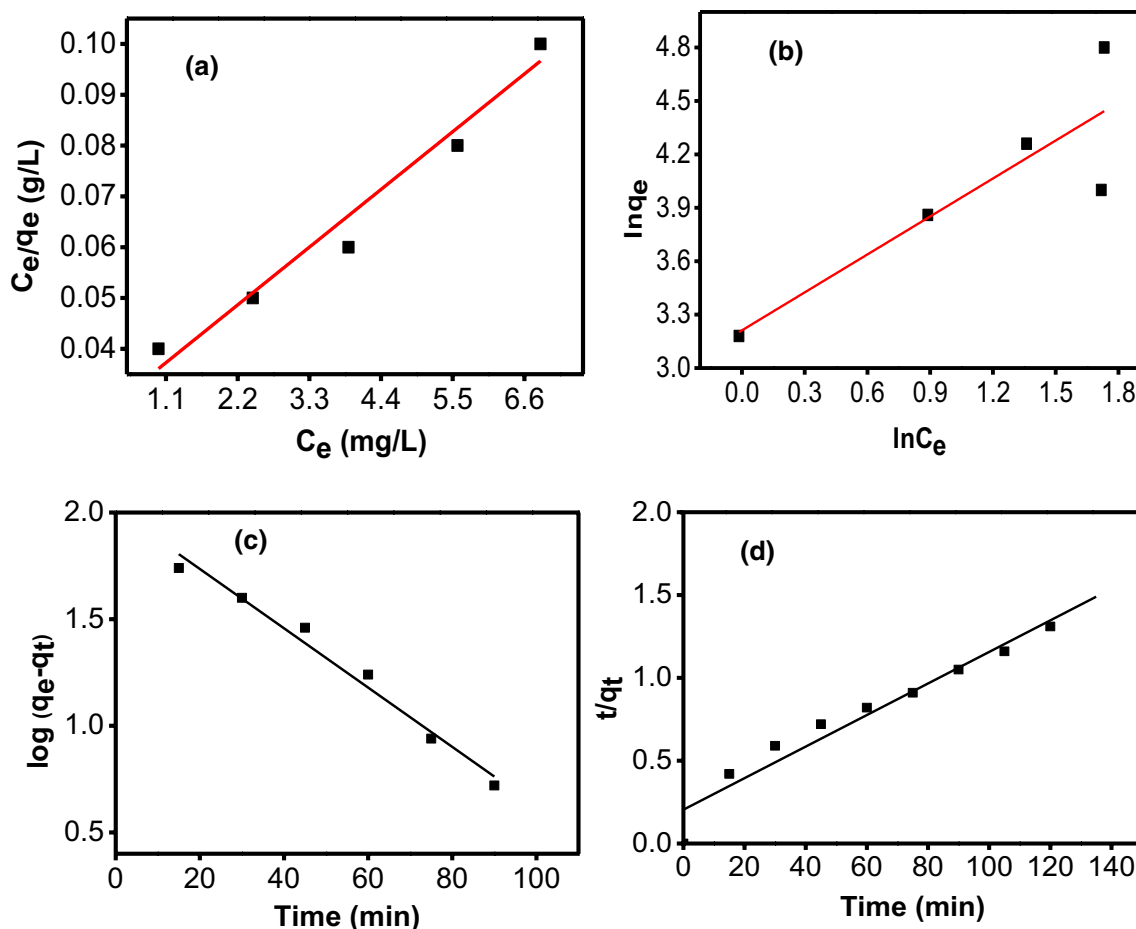 (a)
0.10
0.09
0.08
0.07
0.06
0.05
0.04
Ce/qe (g/L)
1.1 2.2 3.3 4.4 5.5 6.6
Ce (mg/L)
(b)
4.8
4.5
4.2
3.9
3.6
3.3
3.0
lnqe
0.0 0.3 0.6 0.9 1.2 1.5 1.8
lnCe
(c)
2.0
1.5
1.0
0.5
log (qe-qt)
0 20 40 60 80 100
Time (min)
(d)
2.0
1.5
1.0
0.5
0.0
t/qt
0 20 40 60 80 100 120 140
Time (min)